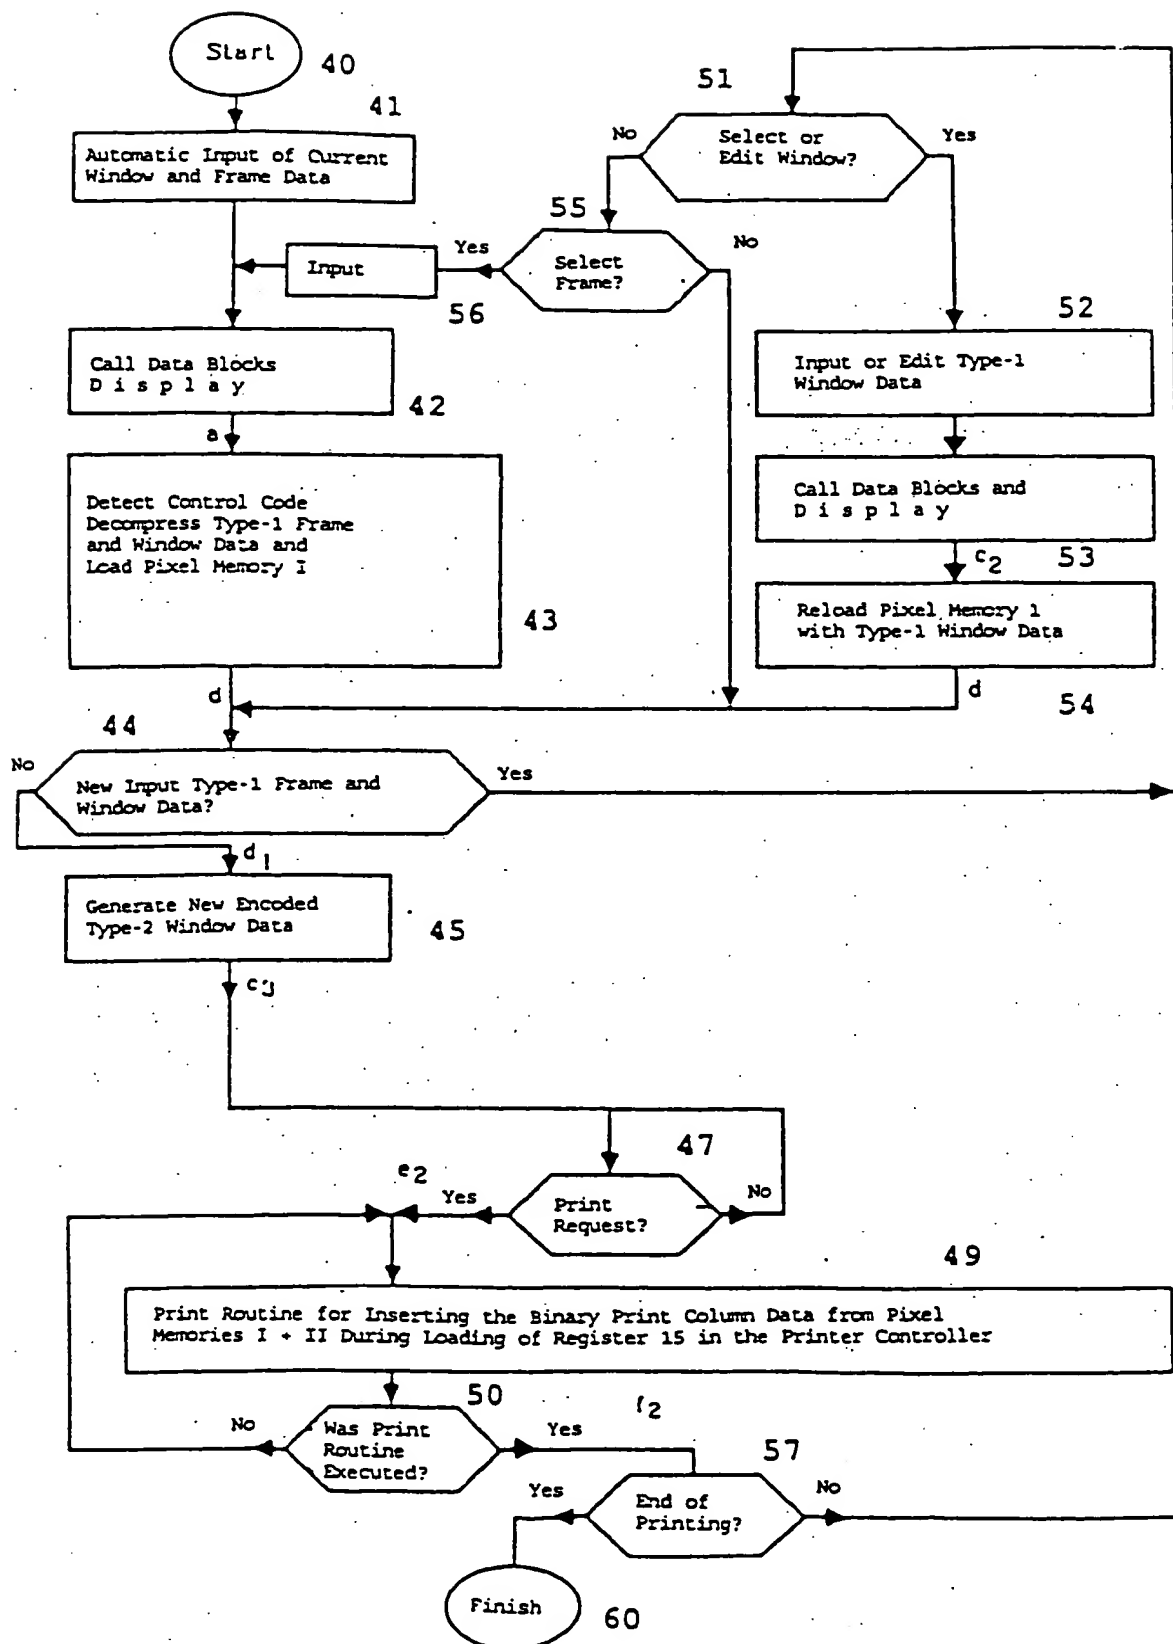 Start
40
41
Automatic Input of Current
Window and Frame Data
51
No
Select or
Edit Window?
Yes
55
Yes
Select
Frame?
No
Input
56
52
Call Data Blocks
D i s p l a y
42
Input or Edit Type-1
Window Data
a
Detect Control Code
Decompress Type-1 Frame
and Window Data and
Load Pixel Memory I
43
Call Data Blocks and
D i s p l a y
c2
53
Reload Pixel Memory 1
with Type-1 Window Data
d
54
d
44
No
New Input Type-1 Frame and
Window Data?
Yes
d1
Generate New Encoded
Type-2 Window Data
45
c3
47
e2
Yes
Print
Request?
No
49
Print Routine for Inserting the Binary Print Column Data from Pixel
Memories I + II During Loading of Register 15 in the Printer Controller
50
f2
No
Was Print
Routine
Executed?
Yes
57
Yes
End of
Printing?
No
Finish
60